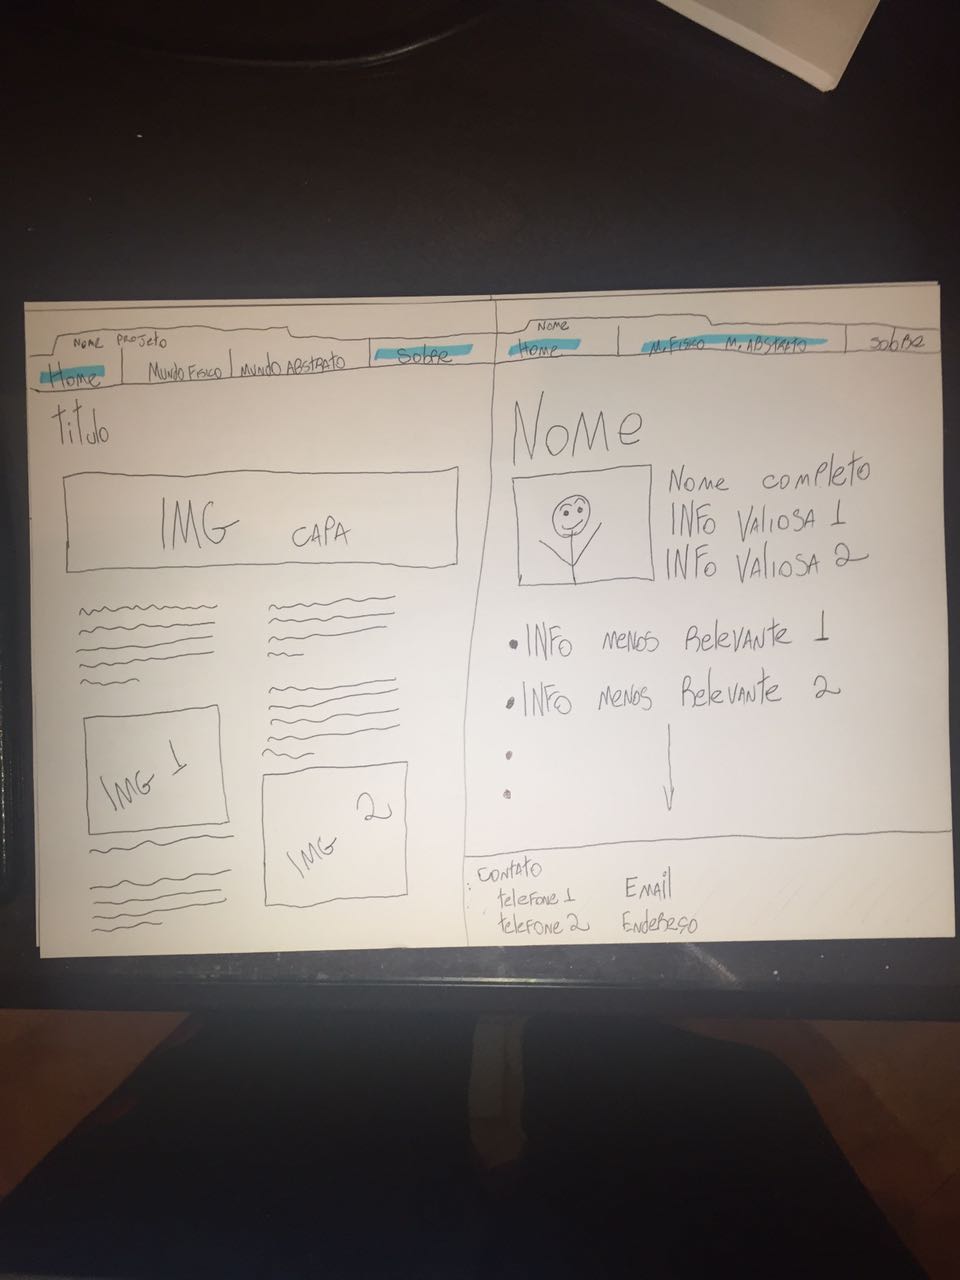 Nome Projeto
Home
Mundo Fisico
Mundo Abstrato
Sobre
Titulo
IMG CAPA
IMG 1
IMG 2
Nome
Home
M. Fisico M. Abstrato
Sobre
Nome
Nome completo
INFO VALIOSA 1
INFO VALIOSA 2
• INFO MENOS Relevante 1
• INFO MENOS Relevante 2
•
•
Contato
telefone 1
telefone 2
Email
Endereço